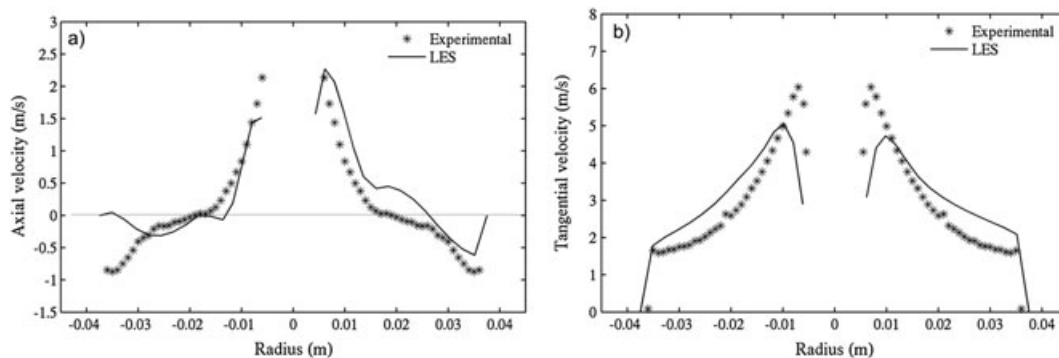 a)
Experimental
LES
Axial velocity (m/s)
3
2.5
2
1.5
1
0.5
0
-0.5
-1
-1.5
-0.04 -0.03 -0.02 -0.01 0 0.01 0.02 0.03 0.04
Radius (m)
b)
Experimental
LES
Tangential velocity (m/s)
8
7
6
5
4
3
2
1
0
-0.04 -0.03 -0.02 -0.01 0 0.01 0.02 0.03 0.04
Radius (m)